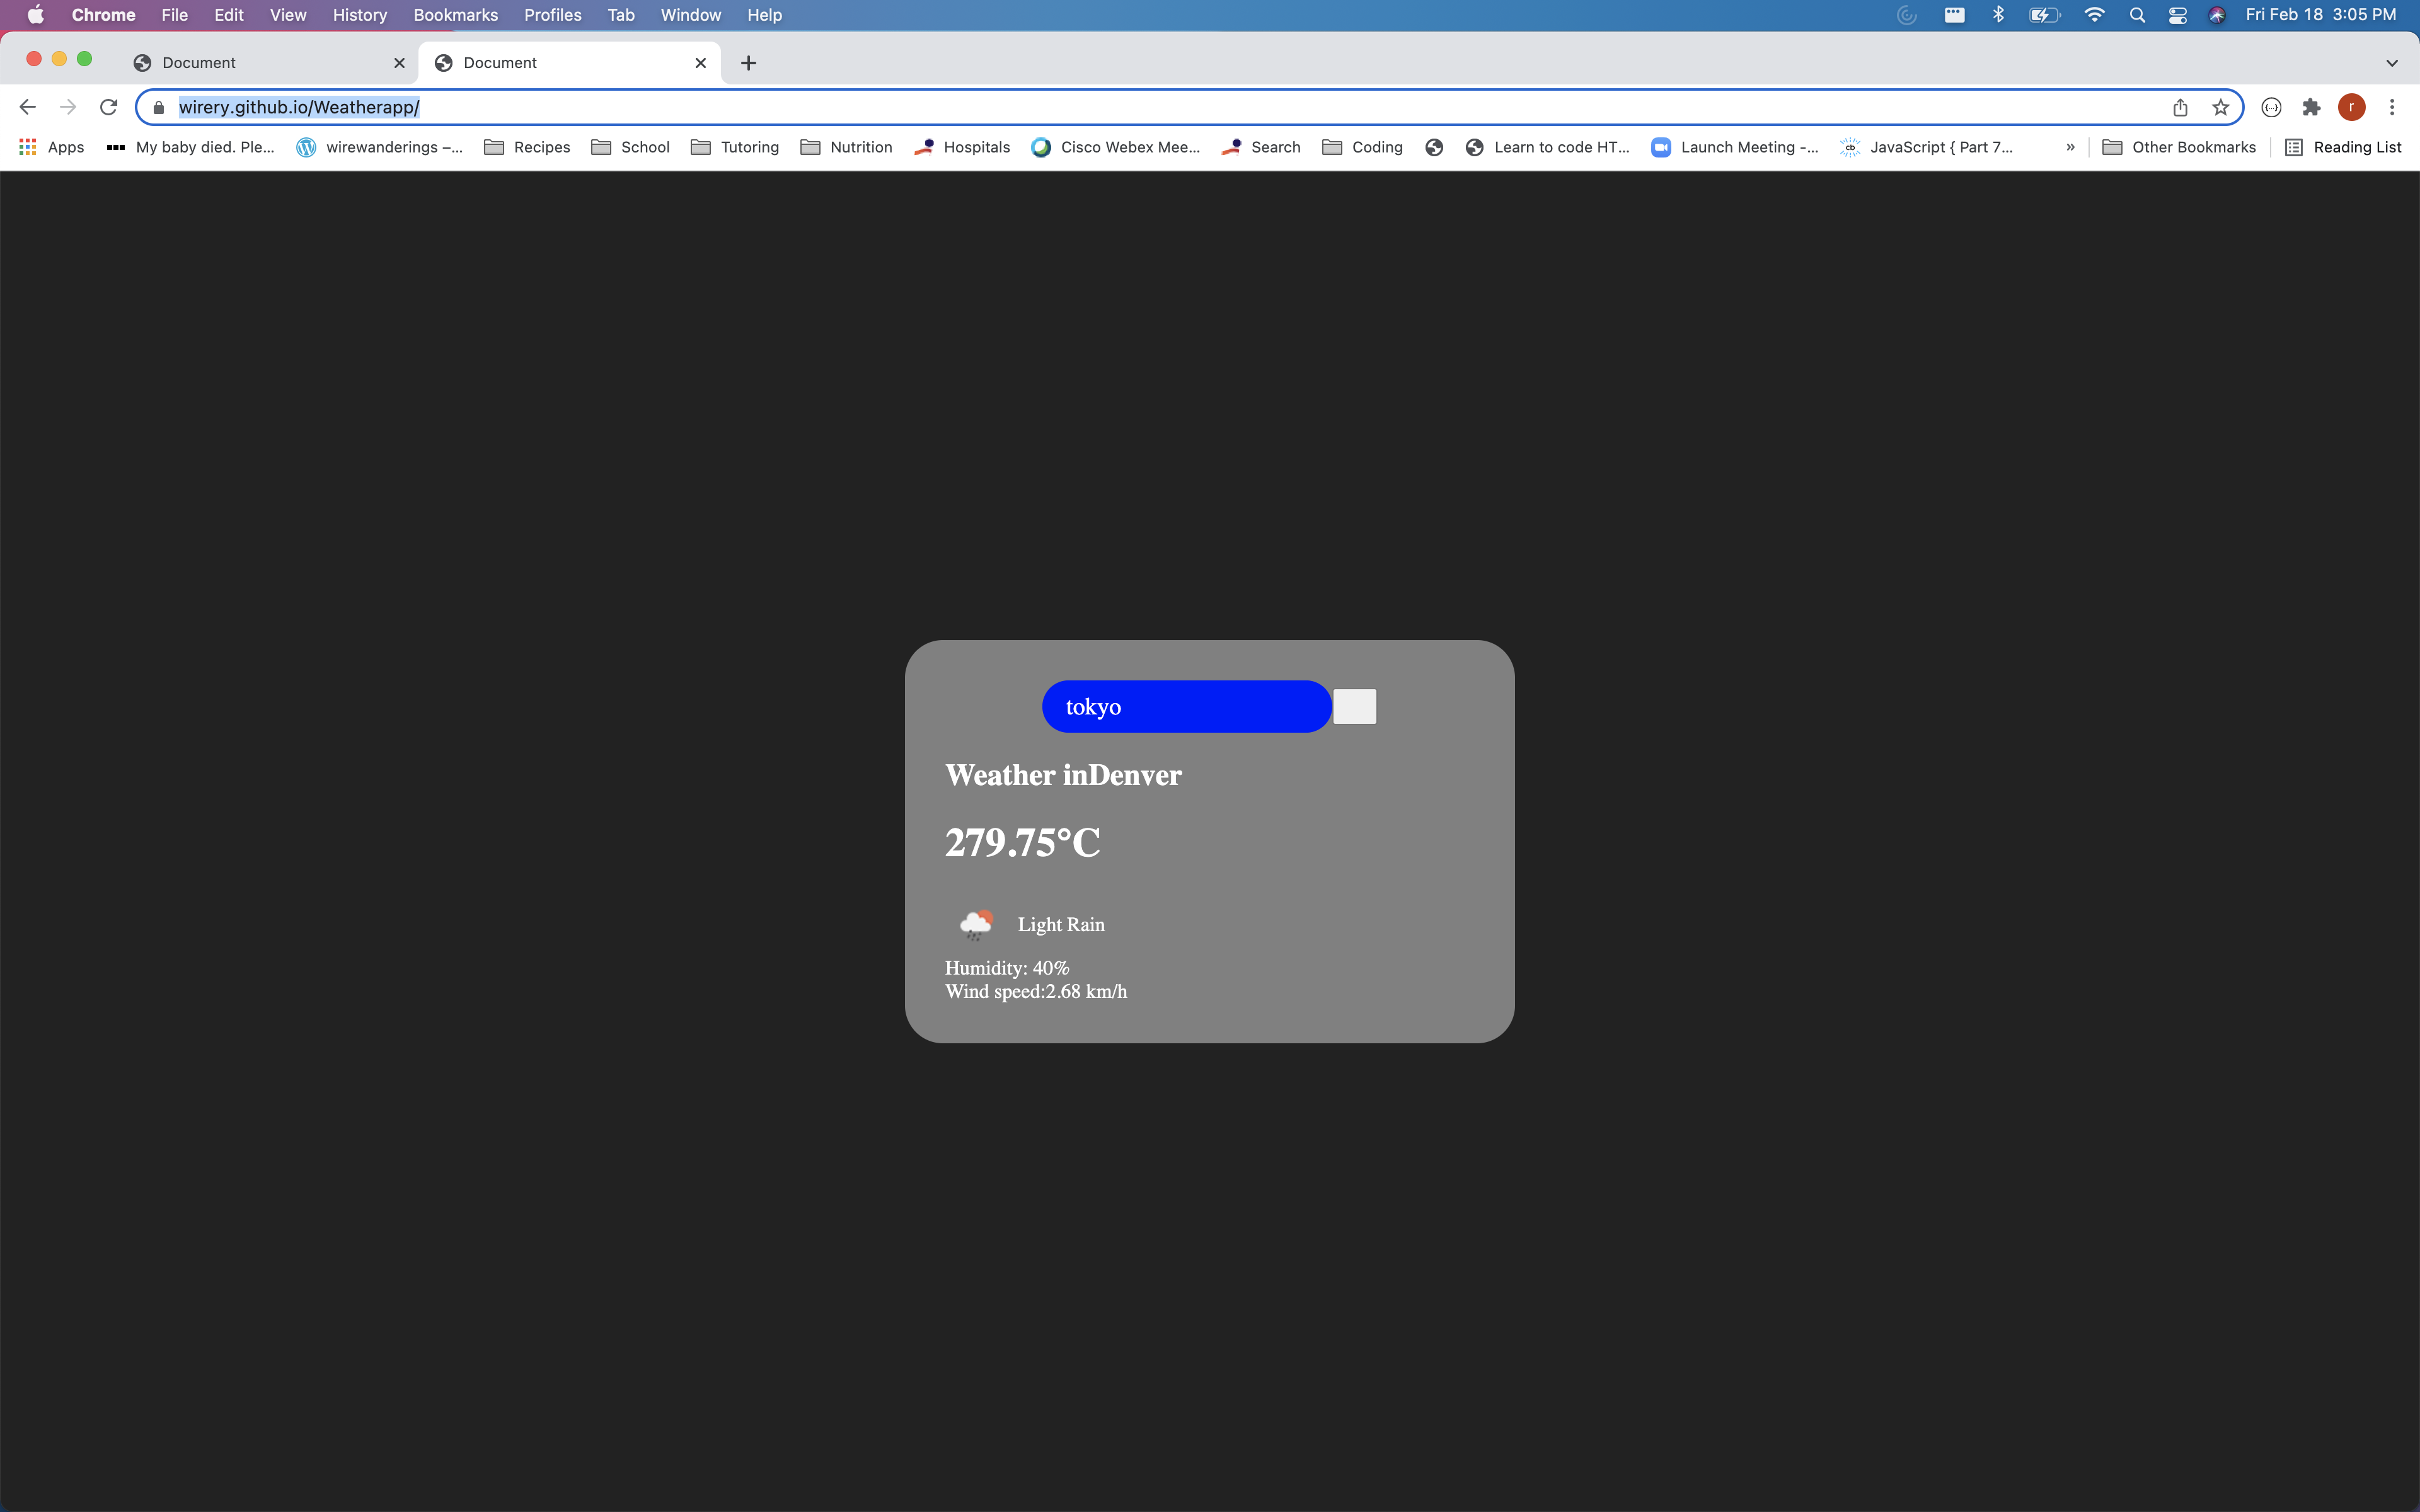 Chrome File Edit View History Bookmarks Profiles Tab Window Help Fri Feb 18 3:05 PM
Document Document
wirery.github.io/Weatherapp/ r
Apps My baby died. Ple... wirewanderings –... Recipes School Tutoring Nutrition Hospitals Cisco Webex Mee... Search Coding Learn to code HT... Launch Meeting -... cb JavaScript { Part 7... » Other Bookmarks Reading List
tokyo
Weather inDenver
279.75°C
Light Rain
Humidity: 40%
Wind speed:2.68 km/h